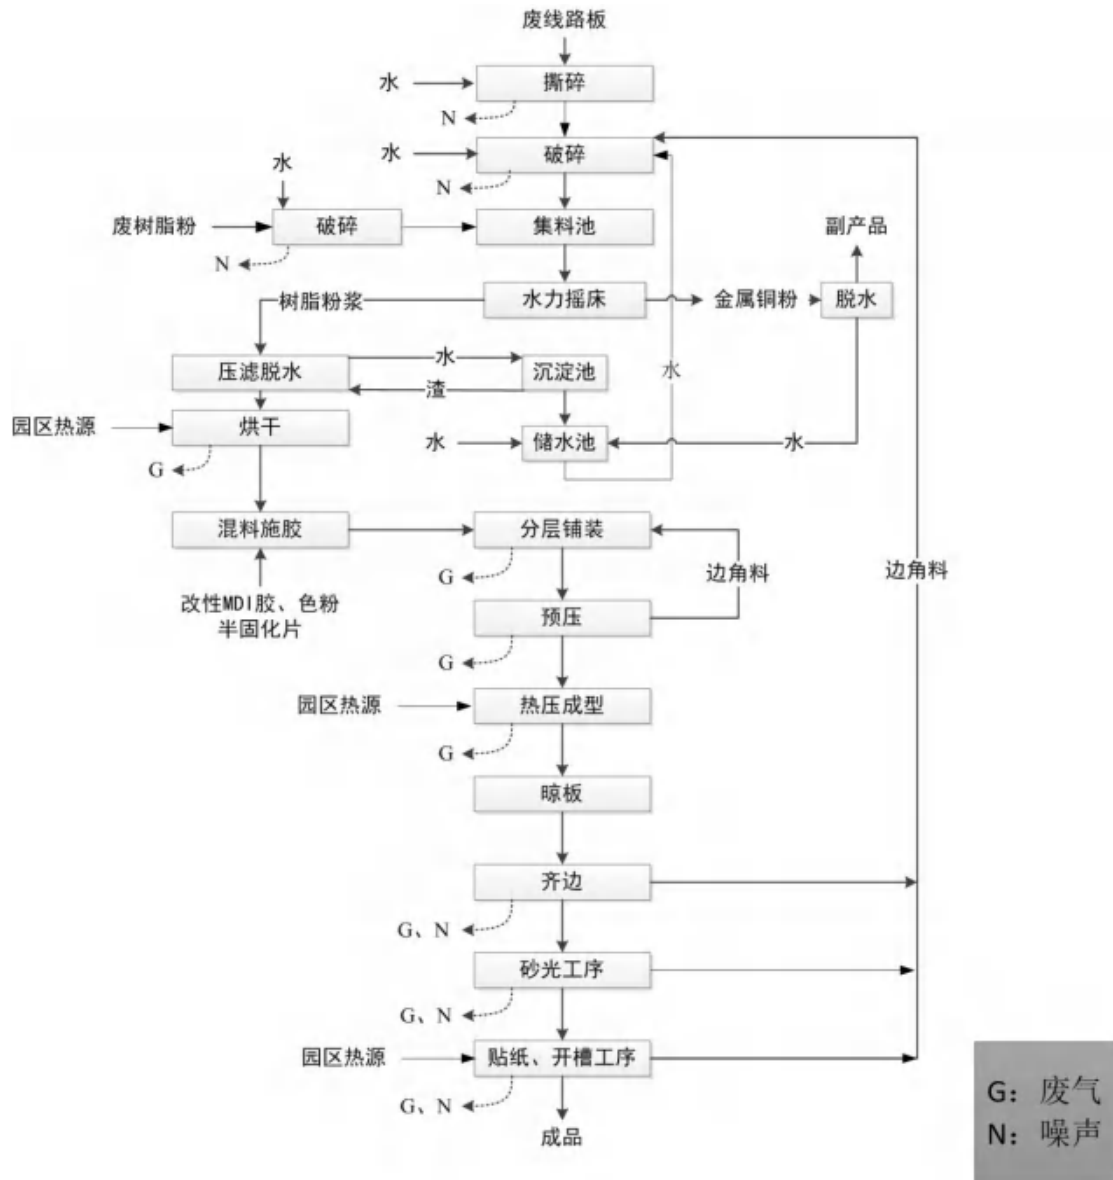 废线路板
水
撕碎
N
水
破碎
N
水
废树脂粉
破碎
集料池
副产品
N
树脂粉浆
水力摇床
金属铜粉
脱水
压滤脱水
水
沉淀池
水
渣
园区热源
烘干
水
储水池
水
G
混料施胶
分层铺装
G
边角料
边角料
改性MDI胶、色粉
半固化片
预压
G
园区热源
热压成型
G
晾板
齐边
G、N
砂光工序
G、N
园区热源
贴纸、开槽工序
G、N
成品
G：废气
N：噪声